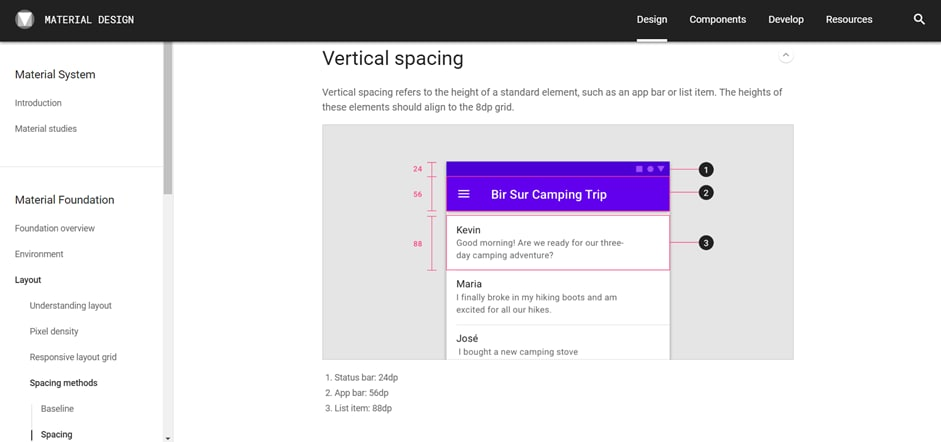 MATERIAL DESIGN
Design
Components
Develop
Resources
Material System
Introduction
Material studies
Material Foundation
Foundation overview
Environment
Layout
Understanding layout
Pixel density
Responsive layout grid
Spacing methods
Baseline
Spacing
Vertical spacing
Vertical spacing refers to the height of a standard element, such as an app bar or list item. The heights
of these elements should align to the 8dp grid.
24
1
56
Bir Sur Camping Trip
2
88
Kevin
Good morning! Are we ready for our three-
day camping adventure?
3
Maria
I finally broke in my hiking boots and am
excited for all our hikes.
José
I bought a new camping stove
1. Status bar: 24dp
2. App bar: 56dp
3. List item: 88dp